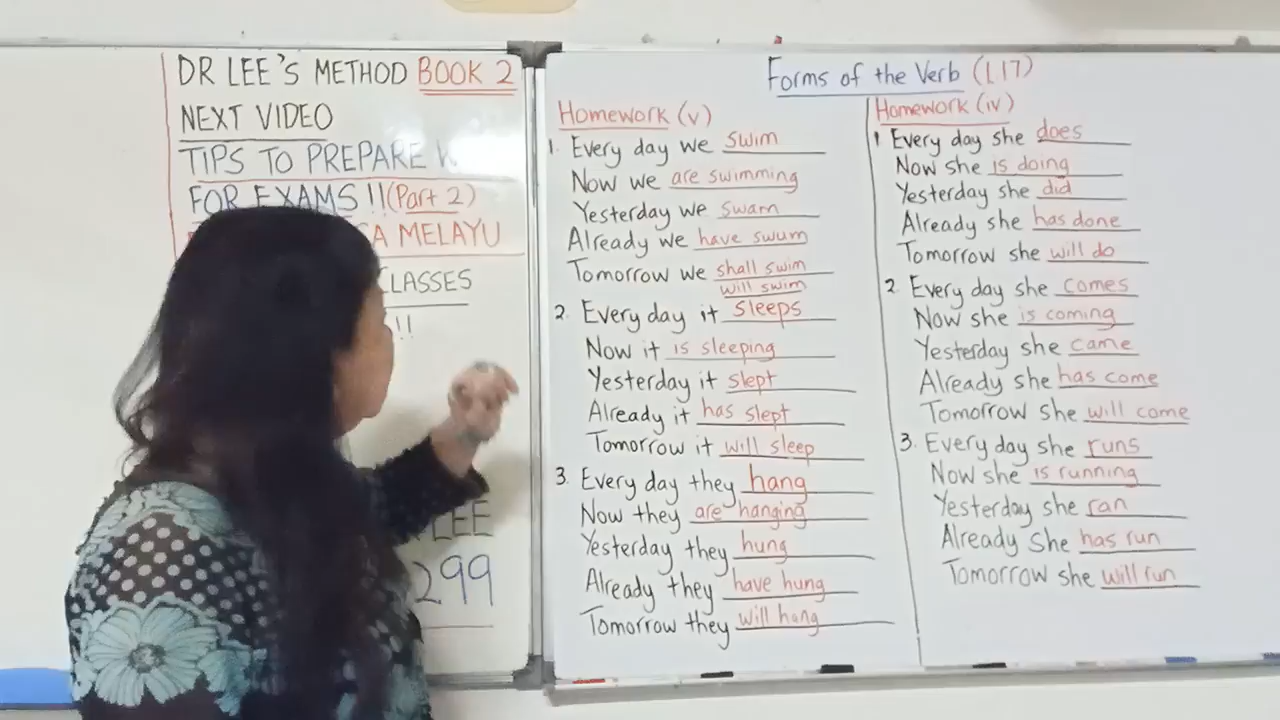 DR LEE'S METHOD BOOK 2
NEXT VIDEO
TIPS TO PREPARE
FOR EXAMS !! (Part 2)
MELAYU
CLASSES
!!
LEE
299
Forms of the Verb (L17)
Homework (v)
1. Every day we swim
Now we are swimming
Yesterday we swam
Already we have swum
Tomorrow we shall swim
will swim
2. Every day it sleeps
Now it is sleeping
Yesterday it slept
Already it has slept
Tomorrow it will sleep
3. Every day they hang
Now they are hanging
Yesterday they hung
Already they have hung
Tomorrow they will hang
Homework (iv)
1 Every day she does
Now she is doing
Yesterday she did
Already she has done
Tomorrow she will do
2. Every day she comes
Now she is coming
Yesterday she came
Already she has come
Tomorrow she will come
3. Every day she runs
Now she is running
Yesterday she ran
Already She has run
Tomorrow she will run